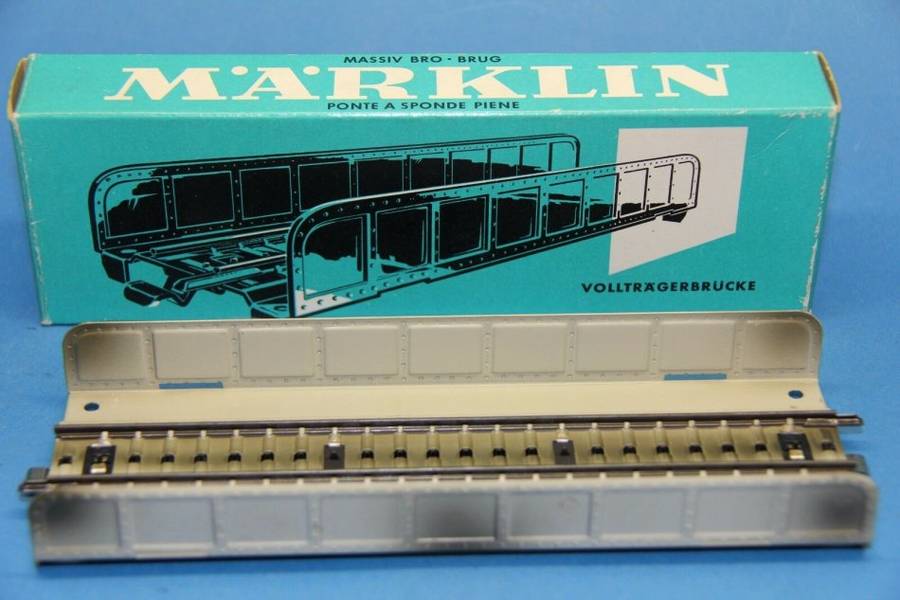 MASSIV BRO · BRUG
MÄRKLIN
PONTE A SPONDE PIENE
VOLLTRÄGERBRÜCKE